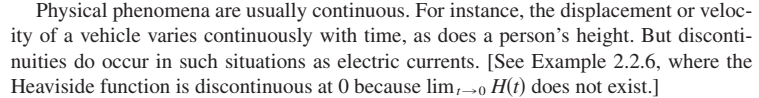 Physical phenomena are usually continuous. For instance, the displacement or veloc-
ity of a vehicle varies continuously with time, as does a person's height. But disconti-
nuities do occur in such situations as electric currents. [See Example 2.2.6, where the
Heaviside function is discontinuous at 0 because lim t→0 H(t) does not exist.]